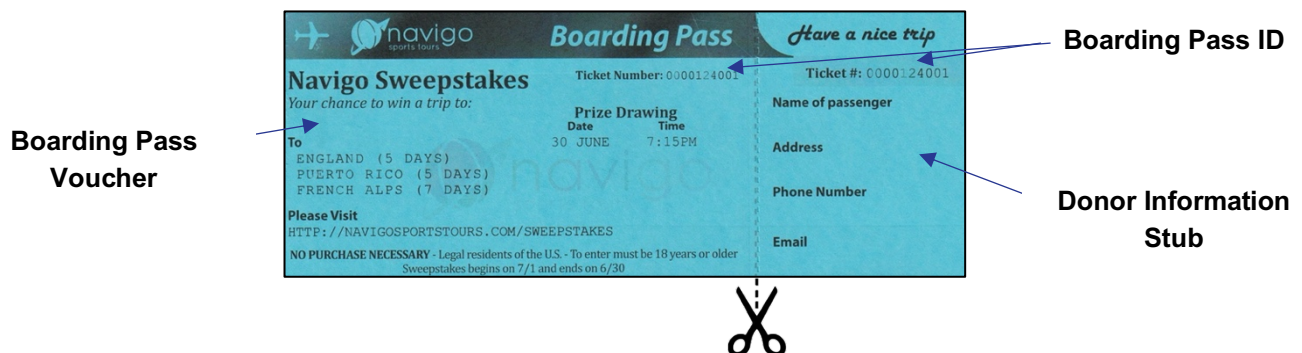 navigo
sports tours
Boarding Pass
Have a nice trip
Boarding Pass ID
Navigo Sweepstakes
Ticket Number: 0000124001
Ticket #: 0000124001
Your chance to win a trip to:
Name of passenger
Prize Drawing
Date Time
Boarding Pass
Voucher
To
30 JUNE 7:15PM
Address
ENGLAND (5 DAYS)
PUERTO RICO (5 DAYS)
FRENCH ALPS (7 DAYS)
navigo
Phone Number
Donor Information
Stub
Please Visit
HTTP://NAVIGOSPORTSTOURS.COM/SWEEPSTAKES
Email
NO PURCHASE NECESSARY - Legal residents of the U.S. - To enter must be 18 years or older
Sweepstakes begins on 7/1 and ends on 6/30